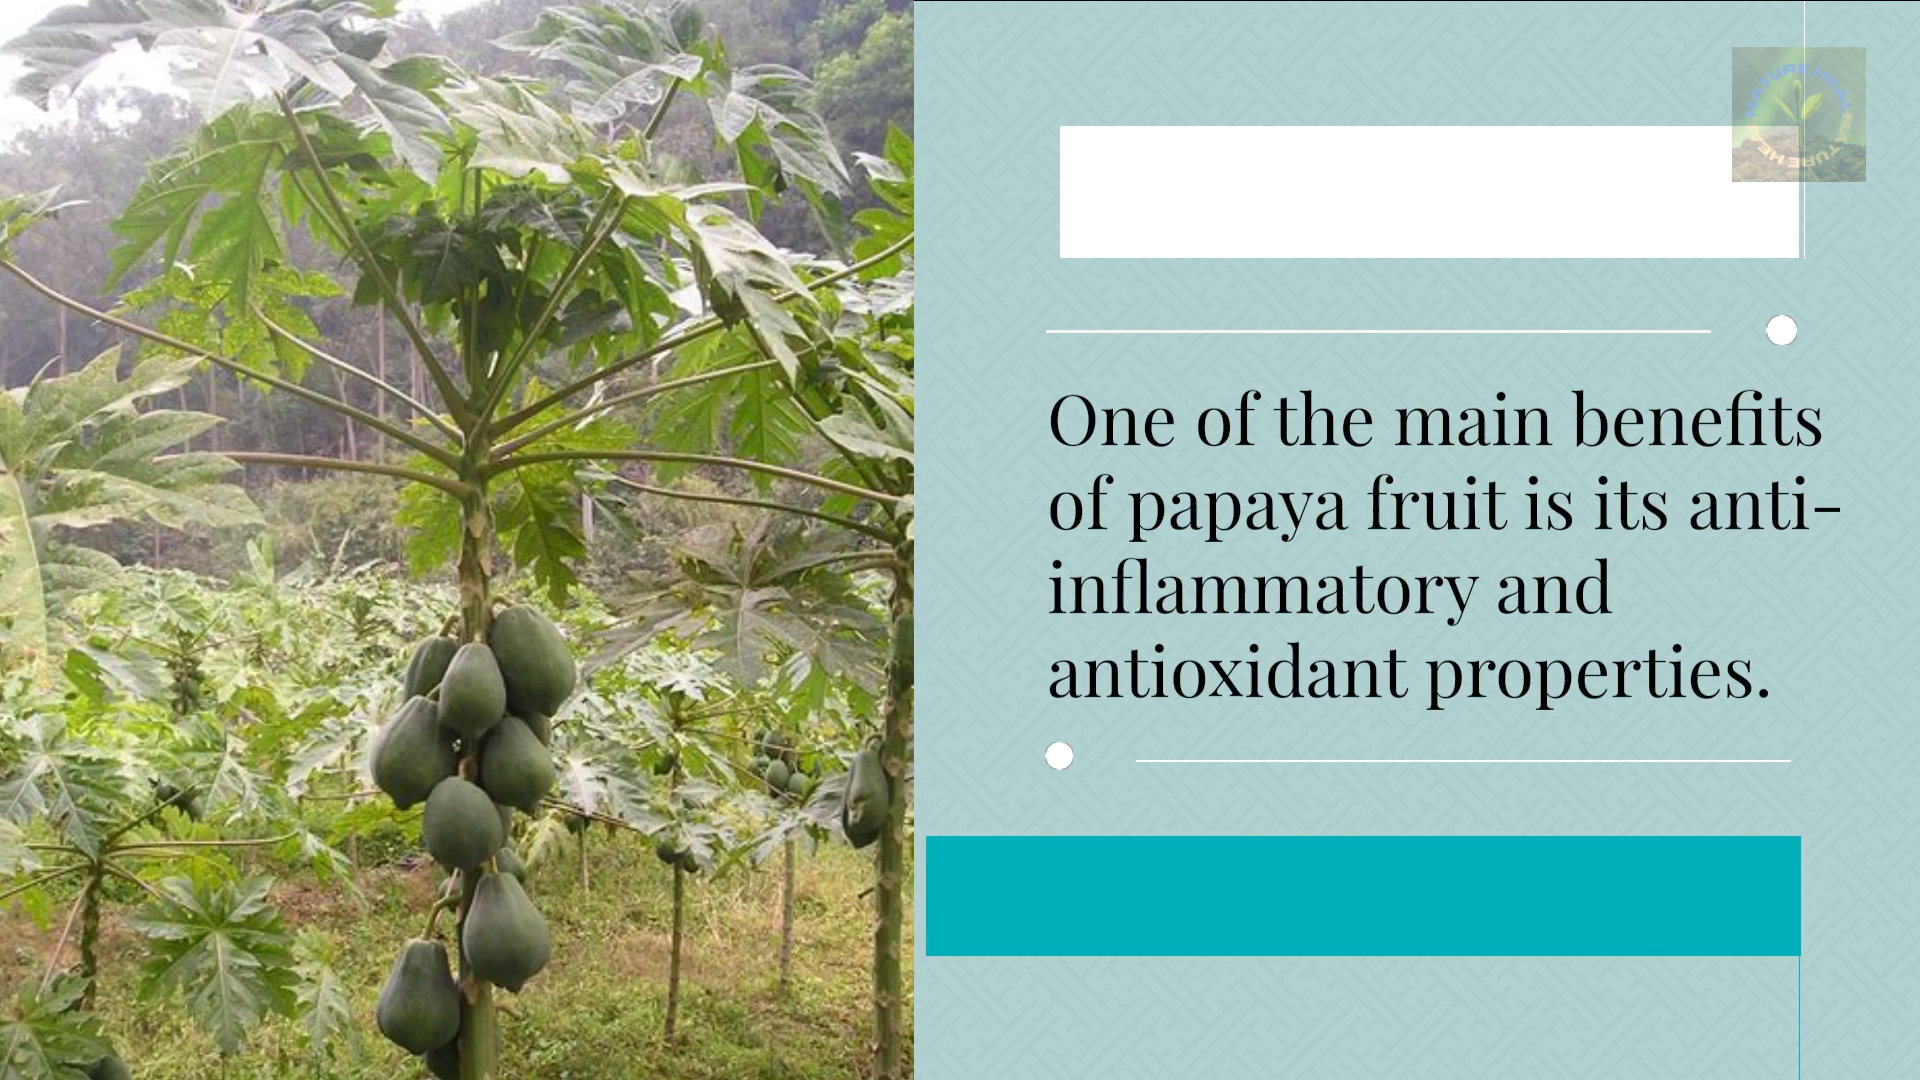 One of the main benefits
of papaya fruit is its anti-
inflammatory and
antioxidant properties.